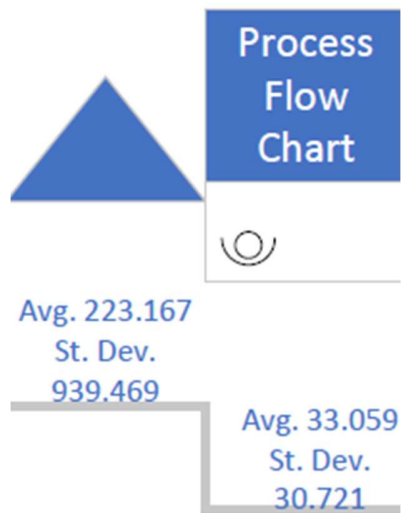 Process
Flow
Chart
Avg. 223.167
St. Dev.
939.469
Avg. 33.059
St. Dev.
30.721